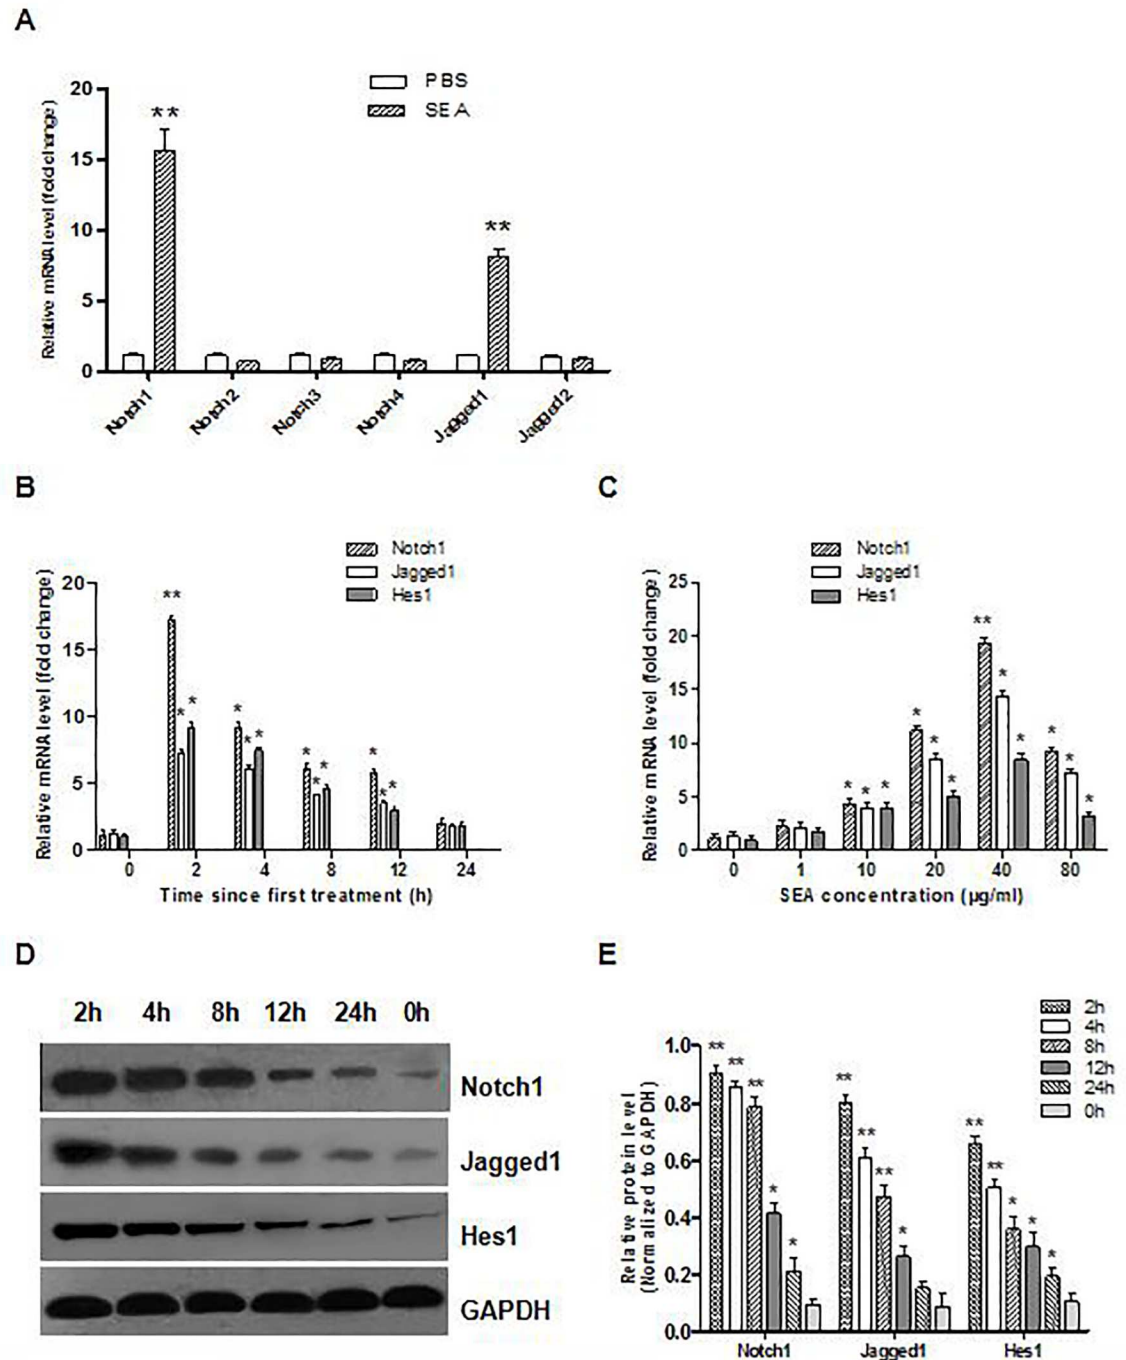 A
PBS
SEA
Relative mRNA level (fold change)
20
15
10
5
0
**
**
Notch1
Notch2
Notch3
Notch4
Jagged1
Jagged2
B
Notch1
Jagged1
Hes1
Relative mRNA level (fold change)
20
15
10
5
0
**
*
*
*
*
*
*
*
*
*
*
*
0
2
4
8
12
24
Time since first treatment (h)
C
Notch1
Jagged1
Hes1
Relative mRNA level (fold change)
25
20
15
10
5
0
*
*
*
*
*
*
**
*
*
*
*
*
0
1
10
20
40
80
SEA concentration (µg/ml)
D
2h 4h 8h 12h 24h 0h
Notch1
Jagged1
Hes1
GAPDH
E
2h
4h
8h
12h
24h
0h
Relative protein level
(Normalized to GAPDH)
1.0
0.8
0.6
0.4
0.2
0.0
**
**
**
*
*
**
**
**
*
**
**
*
*
*
Notch1
Jagged1
Hes1